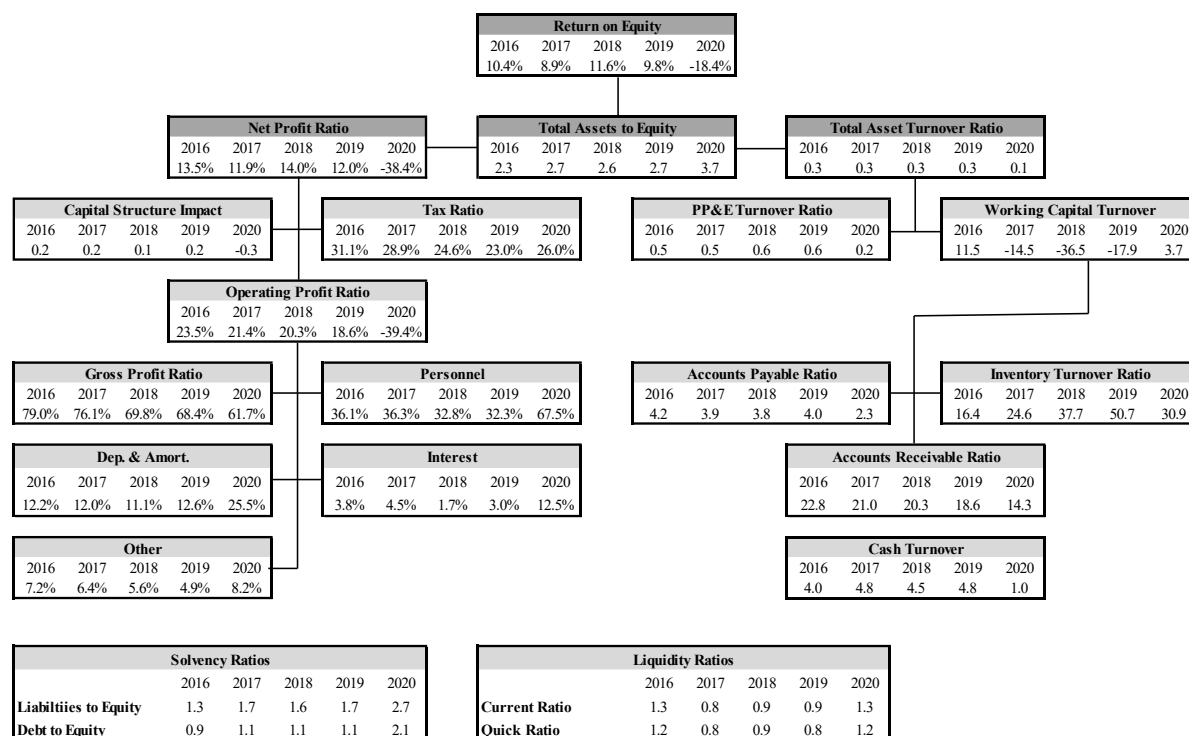 Return on Equity
2016 2017 2018 2019 2020
10.4% 8.9% 11.6% 9.8% -18.4%
Net Profit Ratio
2016 2017 2018 2019 2020
13.5% 11.9% 14.0% 12.0% -38.4%
Total Assets to Equity
2016 2017 2018 2019 2020
2.3 2.7 2.6 2.7 3.7
Total Asset Turnover Ratio
2016 2017 2018 2019 2020
0.3 0.3 0.3 0.3 0.1
Capital Structure Impact
2016 2017 2018 2019 2020
0.2 0.2 0.1 0.2 -0.3
Tax Ratio
2016 2017 2018 2019 2020
31.1% 28.9% 24.6% 23.0% 26.0%
PP&E Turnover Ratio
2016 2017 2018 2019 2020
0.5 0.5 0.6 0.6 0.2
Working Capital Turnover
2016 2017 2018 2019 2020
11.5 -14.5 -36.5 -17.9 3.7
Operating Profit Ratio
2016 2017 2018 2019 2020
23.5% 21.4% 20.3% 18.6% -39.4%
Gross Profit Ratio
2016 2017 2018 2019 2020
79.0% 76.1% 69.8% 68.4% 61.7%
Personnel
2016 2017 2018 2019 2020
36.1% 36.3% 32.8% 32.3% 67.5%
Accounts Payable Ratio
2016 2017 2018 2019 2020
4.2 3.9 3.8 4.0 2.3
Inventory Turnover Ratio
2016 2017 2018 2019 2020
16.4 24.6 37.7 50.7 30.9
Dep. & Amort.
2016 2017 2018 2019 2020
12.2% 12.0% 11.1% 12.6% 25.5%
Interest
2016 2017 2018 2019 2020
3.8% 4.5% 1.7% 3.0% 12.5%
Accounts Receivable Ratio
2016 2017 2018 2019 2020
22.8 21.0 20.3 18.6 14.3
Other
2016 2017 2018 2019 2020
7.2% 6.4% 5.6% 4.9% 8.2%
Cash Turnover
2016 2017 2018 2019 2020
4.0 4.8 4.5 4.8 1.0
Solvency Ratios
2016 2017 2018 2019 2020
Liabiltiies to Equity 1.3 1.7 1.6 1.7 2.7
Debt to Equity 0.9 1.1 1.1 1.1 2.1
Liquidity Ratios
2016 2017 2018 2019 2020
Current Ratio 1.3 0.8 0.9 0.9 1.3
Quick Ratio 1.2 0.8 0.9 0.8 1.2